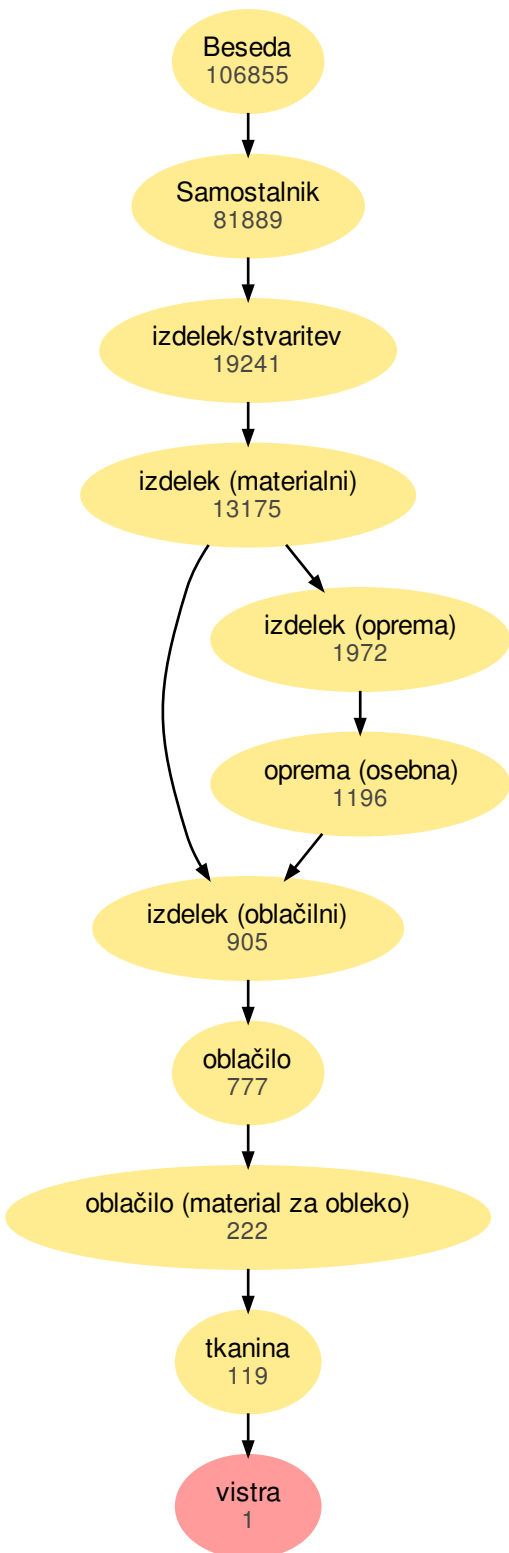 Beseda
106855
Samostalnik
81889
izdelek/stvaritev
19241
izdelek (materialni)
13175
izdelek (oprema)
1972
oprema (osebna)
1196
izdelek (oblačilni)
905
oblačilo
777
oblačilo (material za obleko)
222
tkanina
119
vistra
1